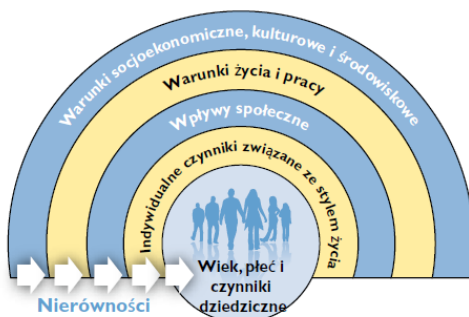 Warunki socjoekonomiczne, kulturowe i środowiskowe
Warunki życia i pracy
Wpływy społeczne
Indywidualne czynniki związane ze stylem życia
Wiek, płeć i
czynniki
dziedziczne
Nierówności